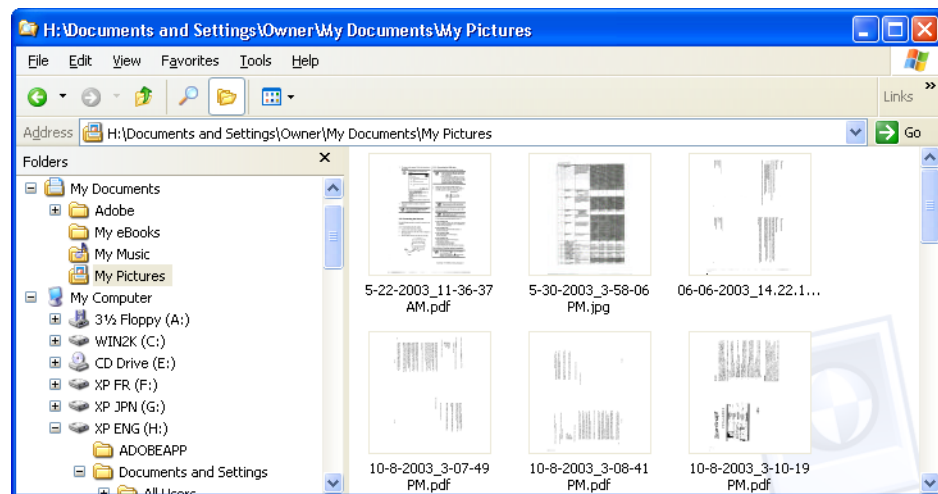 H:\Documents and Settings\Owner\My Documents\My Pictures
File Edit View Favorites Tools Help
Links »
Address H:\Documents and Settings\Owner\My Documents\My Pictures Go
Folders
My Documents
Adobe
My eBooks
My Music
My Pictures
My Computer
3½ Floppy (A:)
WIN2K (C:)
CD Drive (E:)
XP FR (F:)
XP JPN (G:)
XP ENG (H:)
ADOBEAPP
Documents and Settings
All Users
5-22-2003_11-36-37
AM.pdf
5-30-2003_3-58-06
PM.jpg
06-06-2003_14.22.1...
10-8-2003_3-07-49
PM.pdf
10-8-2003_3-08-41
PM.pdf
10-8-2003_3-10-19
PM.pdf